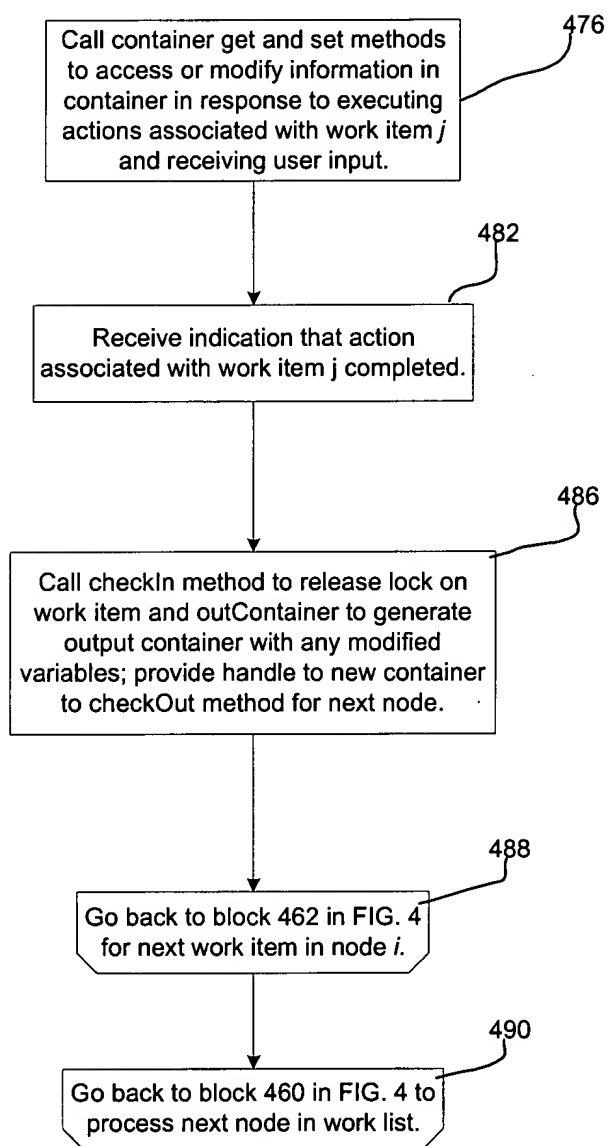 476
Call container get and set methods
to access or modify information in
container in response to executing
actions associated with work item j
and receiving user input.
482
Receive indication that action
associated with work item j completed.
486
Call checkIn method to release lock on
work item and outContainer to generate
output container with any modified
variables; provide handle to new container
to checkOut method for next node.
488
Go back to block 462 in FIG. 4
for next work item in node i.
490
Go back to block 460 in FIG. 4 to
process next node in work list.